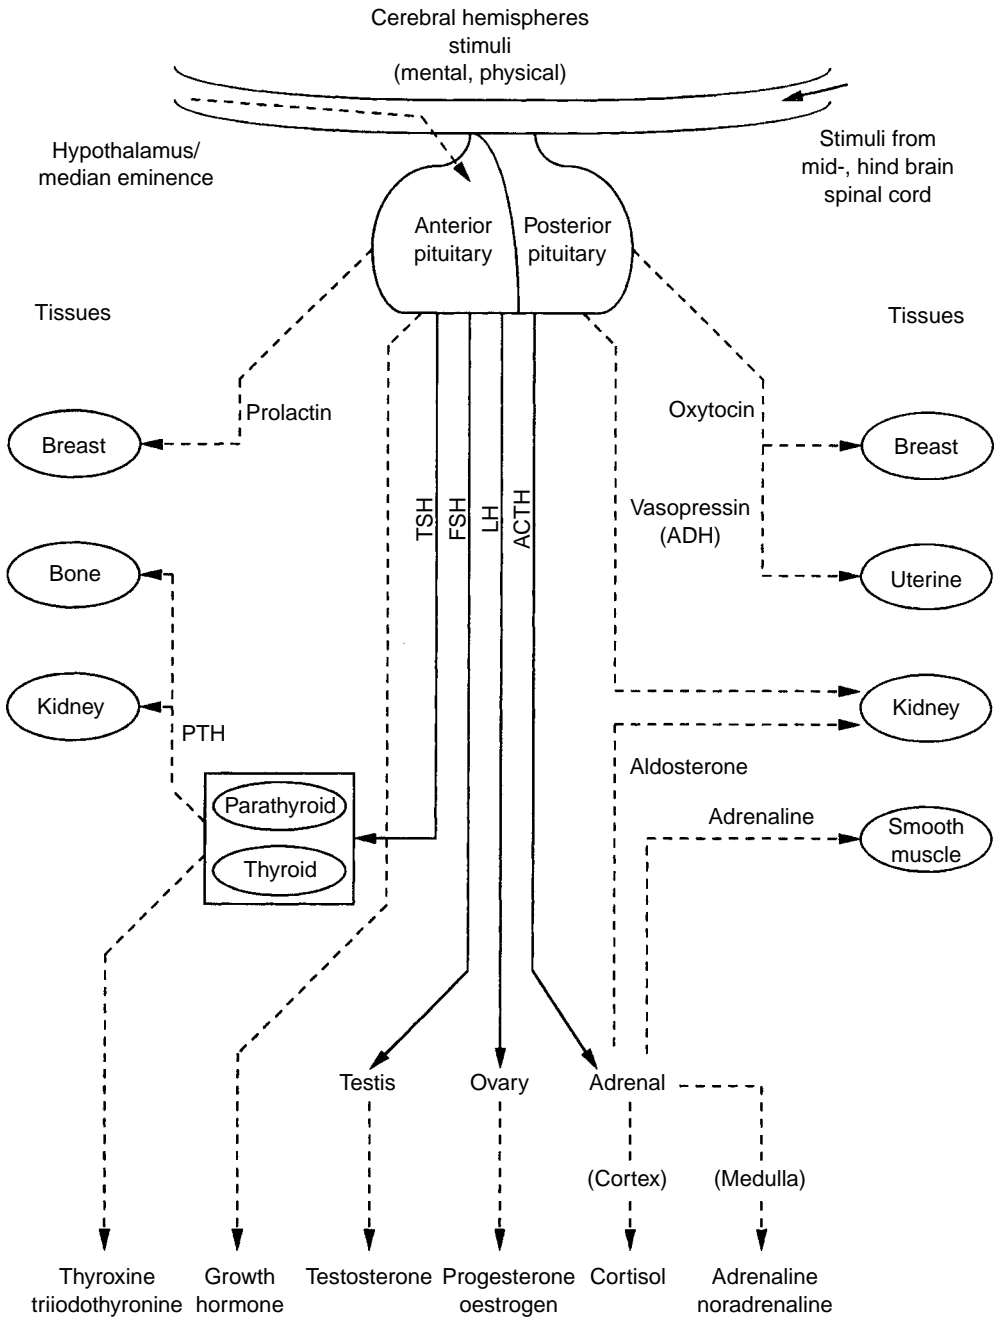 Cerebral hemispheres
stimuli
(mental, physical)
Hypothalamus/
median eminence
Stimuli from
mid-, hind brain
spinal cord
Anterior
pituitary
Posterior
pituitary
Tissues
Tissues
Prolactin
Oxytocin
Breast
Breast
TSH
FSH
LH
ACTH
Vasopressin
(ADH)
Bone
Uterine
Kidney
Kidney
PTH
Aldosterone
Parathyroid
Thyroid
Adrenaline
Smooth
muscle
Testis
Ovary
Adrenal
(Cortex)
(Medulla)
Thyroxine
triiodothyronine
Growth
hormone
Testosterone
Progesterone
oestrogen
Cortisol
Adrenaline
noradrenaline